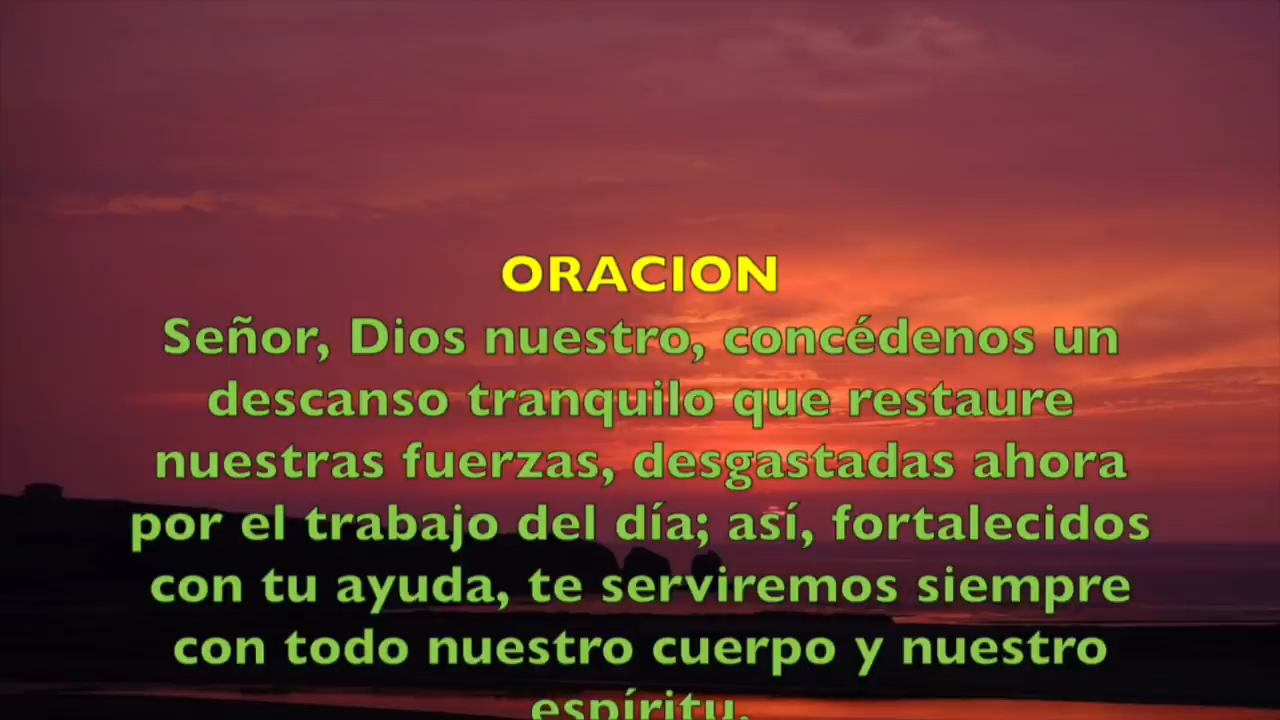 ORACION
Señor, Dios nuestro, concédenos un
descanso tranquilo que restaure
nuestras fuerzas, desgastadas ahora
por el trabajo del día; así, fortalecidos
con tu ayuda, te serviremos siempre
con todo nuestro cuerpo y nuestro
espíritu.